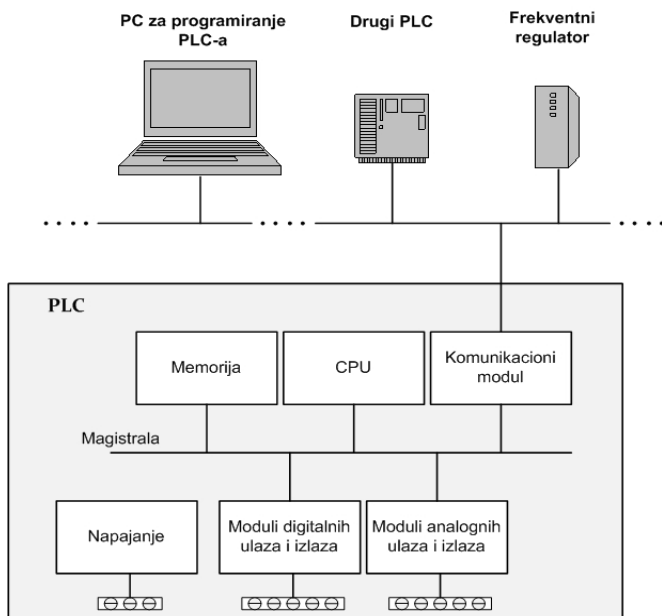 PC za programiranje
PLC-a
Drugi PLC
Frekventni
regulator
PLC
Memorija
CPU
Komunikacioni
modul
Magistrala
Napajanje
Moduli digitalnih
ulaza i izlaza
Moduli analognih
ulaza i izlaza